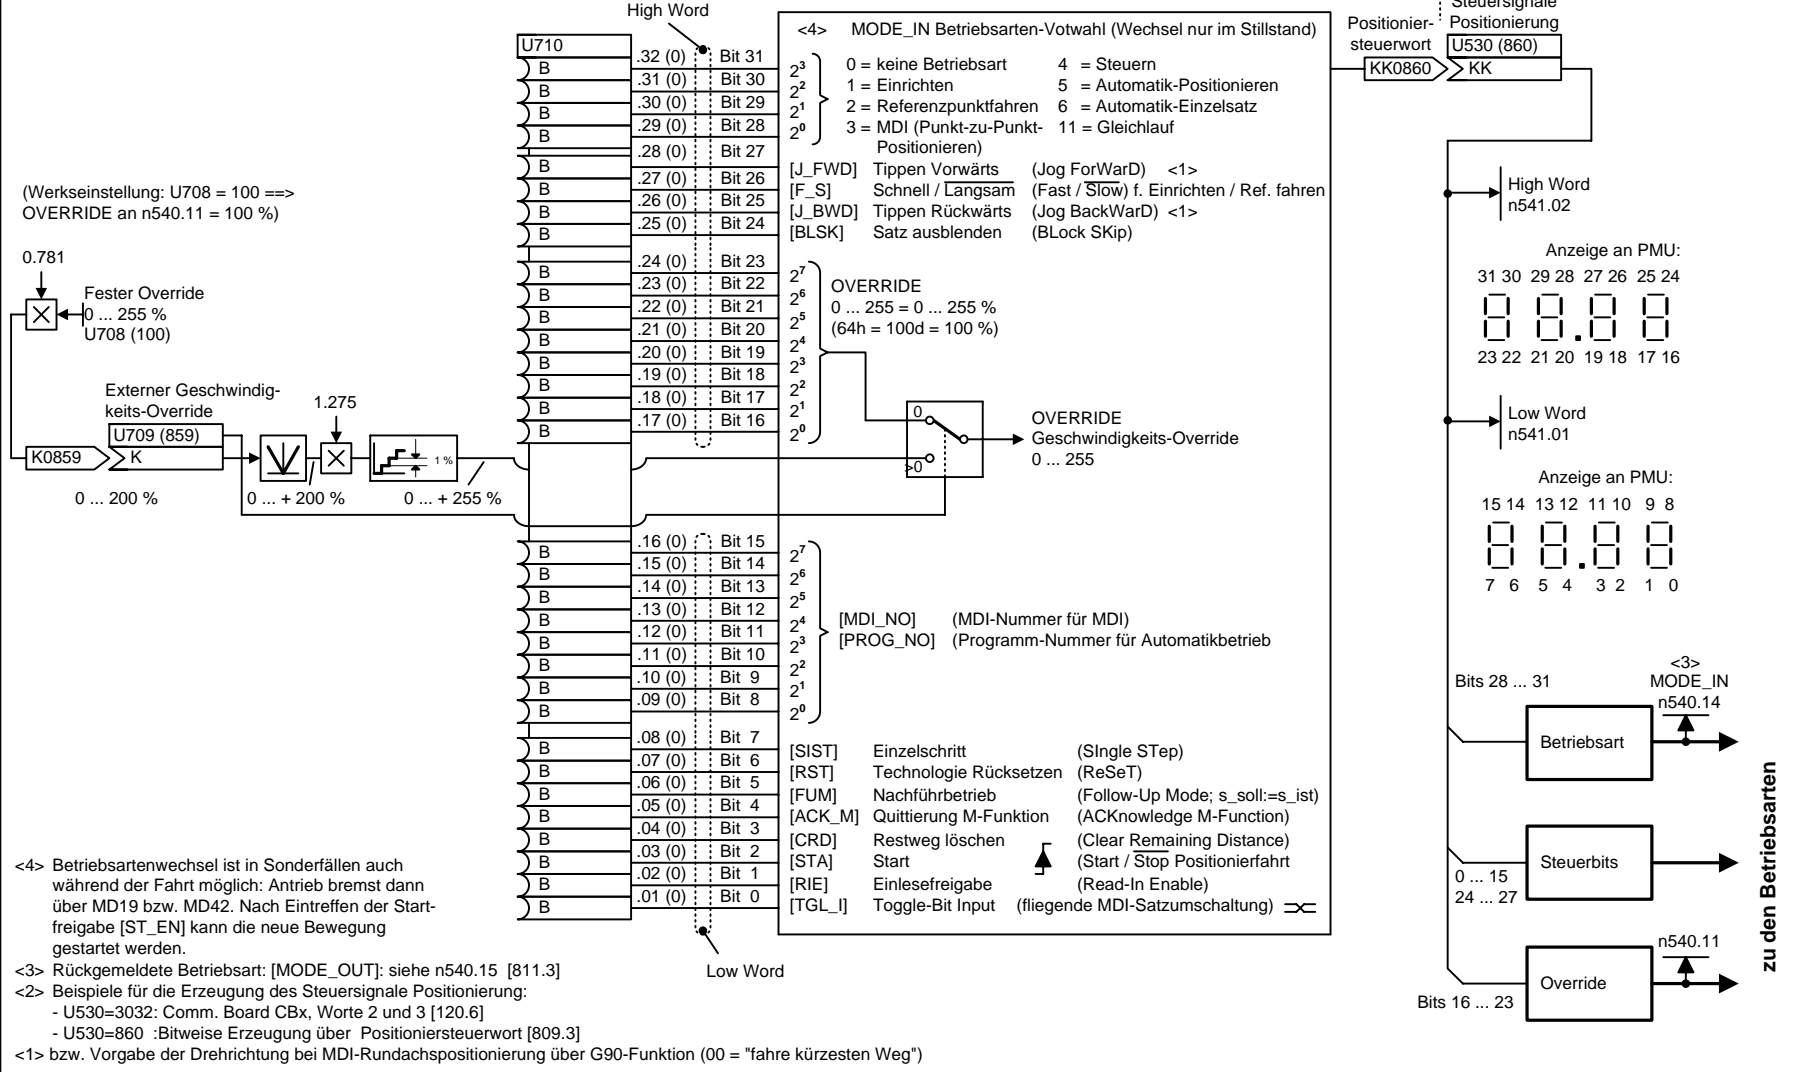 High Word
Steuersignale
Positionierung
Positionier-
steuerwort
U530 (860)
KK0860
KK
U710
<4> MODE_IN Betriebsarten-Votwahl (Wechsel nur im Stillstand)
B .32 (0) Bit 31 2³
B .31 (0) Bit 30 2²
B .30 (0) Bit 29 2¹
B .29 (0) Bit 28 2⁰
0 = keine Betriebsart 4 = Steuern
1 = Einrichten 5 = Automatik-Positionieren
2 = Referenzpunktfahren 6 = Automatik-Einzelsatz
3 = MDI (Punkt-zu-Punkt- 11 = Gleichlauf
Positionieren)
B .28 (0) Bit 27 [J_FWD] Tippen Vorwärts (Jog ForWarD) <1>
B .27 (0) Bit 26 [F_S] Schnell / Langsam (Fast / Slow) f. Einrichten / Ref. fahren
B .26 (0) Bit 25 [J_BWD] Tippen Rückwärts (Jog BackWarD) <1>
B .25 (0) Bit 24 [BLSK] Satz ausblenden (BLock SKip)
(Werkseinstellung: U708 = 100 ==>
OVERRIDE an n540.11 = 100 %)
0.781
Fester Override
0 ... 255 %
U708 (100)
Externer Geschwindig-
keits-Override
U709 (859)
K0859
K
1.275
1 %
0 ... 200 %
0 ... + 200 %
0 ... + 255 %
B .24 (0) Bit 23 2⁷
B .23 (0) Bit 22 2⁶
B .22 (0) Bit 21 2⁵
B .21 (0) Bit 20 2⁴
B .20 (0) Bit 19 2³
B .19 (0) Bit 18 2²
B .18 (0) Bit 17 2¹
B .17 (0) Bit 16 2⁰
OVERRIDE
0 ... 255 = 0 ... 255 %
(64h = 100d = 100 %)
0
>0
OVERRIDE
Geschwindigkeits-Override
0 ... 255
B .16 (0) Bit 15 2⁷
B .15 (0) Bit 14 2⁶
B .14 (0) Bit 13 2⁵
B .13 (0) Bit 12 2⁴
B .12 (0) Bit 11 2³
B .11 (0) Bit 10 2²
B .10 (0) Bit 9 2¹
B .09 (0) Bit 8 2⁰
[MDI_NO] (MDI-Nummer für MDI)
[PROG_NO] (Programm-Nummer für Automatikbetrieb
B .08 (0) Bit 7 [SIST] Einzelschritt (SIngle STep)
B .07 (0) Bit 6 [RST] Technologie Rücksetzen (ReSeT)
B .06 (0) Bit 5 [FUM] Nachführbetrieb (Follow-Up Mode; s_soll:=s_ist)
B .05 (0) Bit 4 [ACK_M] Quittierung M-Funktion (ACKnowledge M-Function)
B .04 (0) Bit 3 [CRD] Restweg löschen (Clear Remaining Distance)
B .03 (0) Bit 2 [STA] Start (Start / Stop Positionierfahrt
B .02 (0) Bit 1 [RIE] Einlesefreigabe (Read-In Enable)
B .01 (0) Bit 0 [TGL_I] Toggle-Bit Input (fliegende MDI-Satzumschaltung)
Low Word
High Word
n541.02
Anzeige an PMU:
31 30 29 28 27 26 25 24
23 22 21 20 19 18 17 16
Low Word
n541.01
Anzeige an PMU:
15 14 13 12 11 10 9 8
7 6 5 4 3 2 1 0
Bits 28 ... 31
<3>
MODE_IN
n540.14
Betriebsart
Steuerbits
0 ... 15
24 ... 27
n540.11
Override
Bits 16 ... 23
zu den Betriebsarten
<4> Betriebsartenwechsel ist in Sonderfällen auch
während der Fahrt möglich: Antrieb bremst dann
über MD19 bzw. MD42. Nach Eintreffen der Start-
freigabe [ST_EN] kann die neue Bewegung
gestartet werden.
<3> Rückgemeldete Betriebsart: [MODE_OUT]: siehe n540.15 [811.3]
<2> Beispiele für die Erzeugung des Steuersignale Positionierung:
- U530=3032: Comm. Board CBx, Worte 2 und 3 [120.6]
- U530=860 :Bitweise Erzeugung über Positioniersteuerwort [809.3]
<1> bzw. Vorgabe der Drehrichtung bei MDI-Rundachspositionierung über G90-Funktion (00 = "fahre kürzesten Weg")